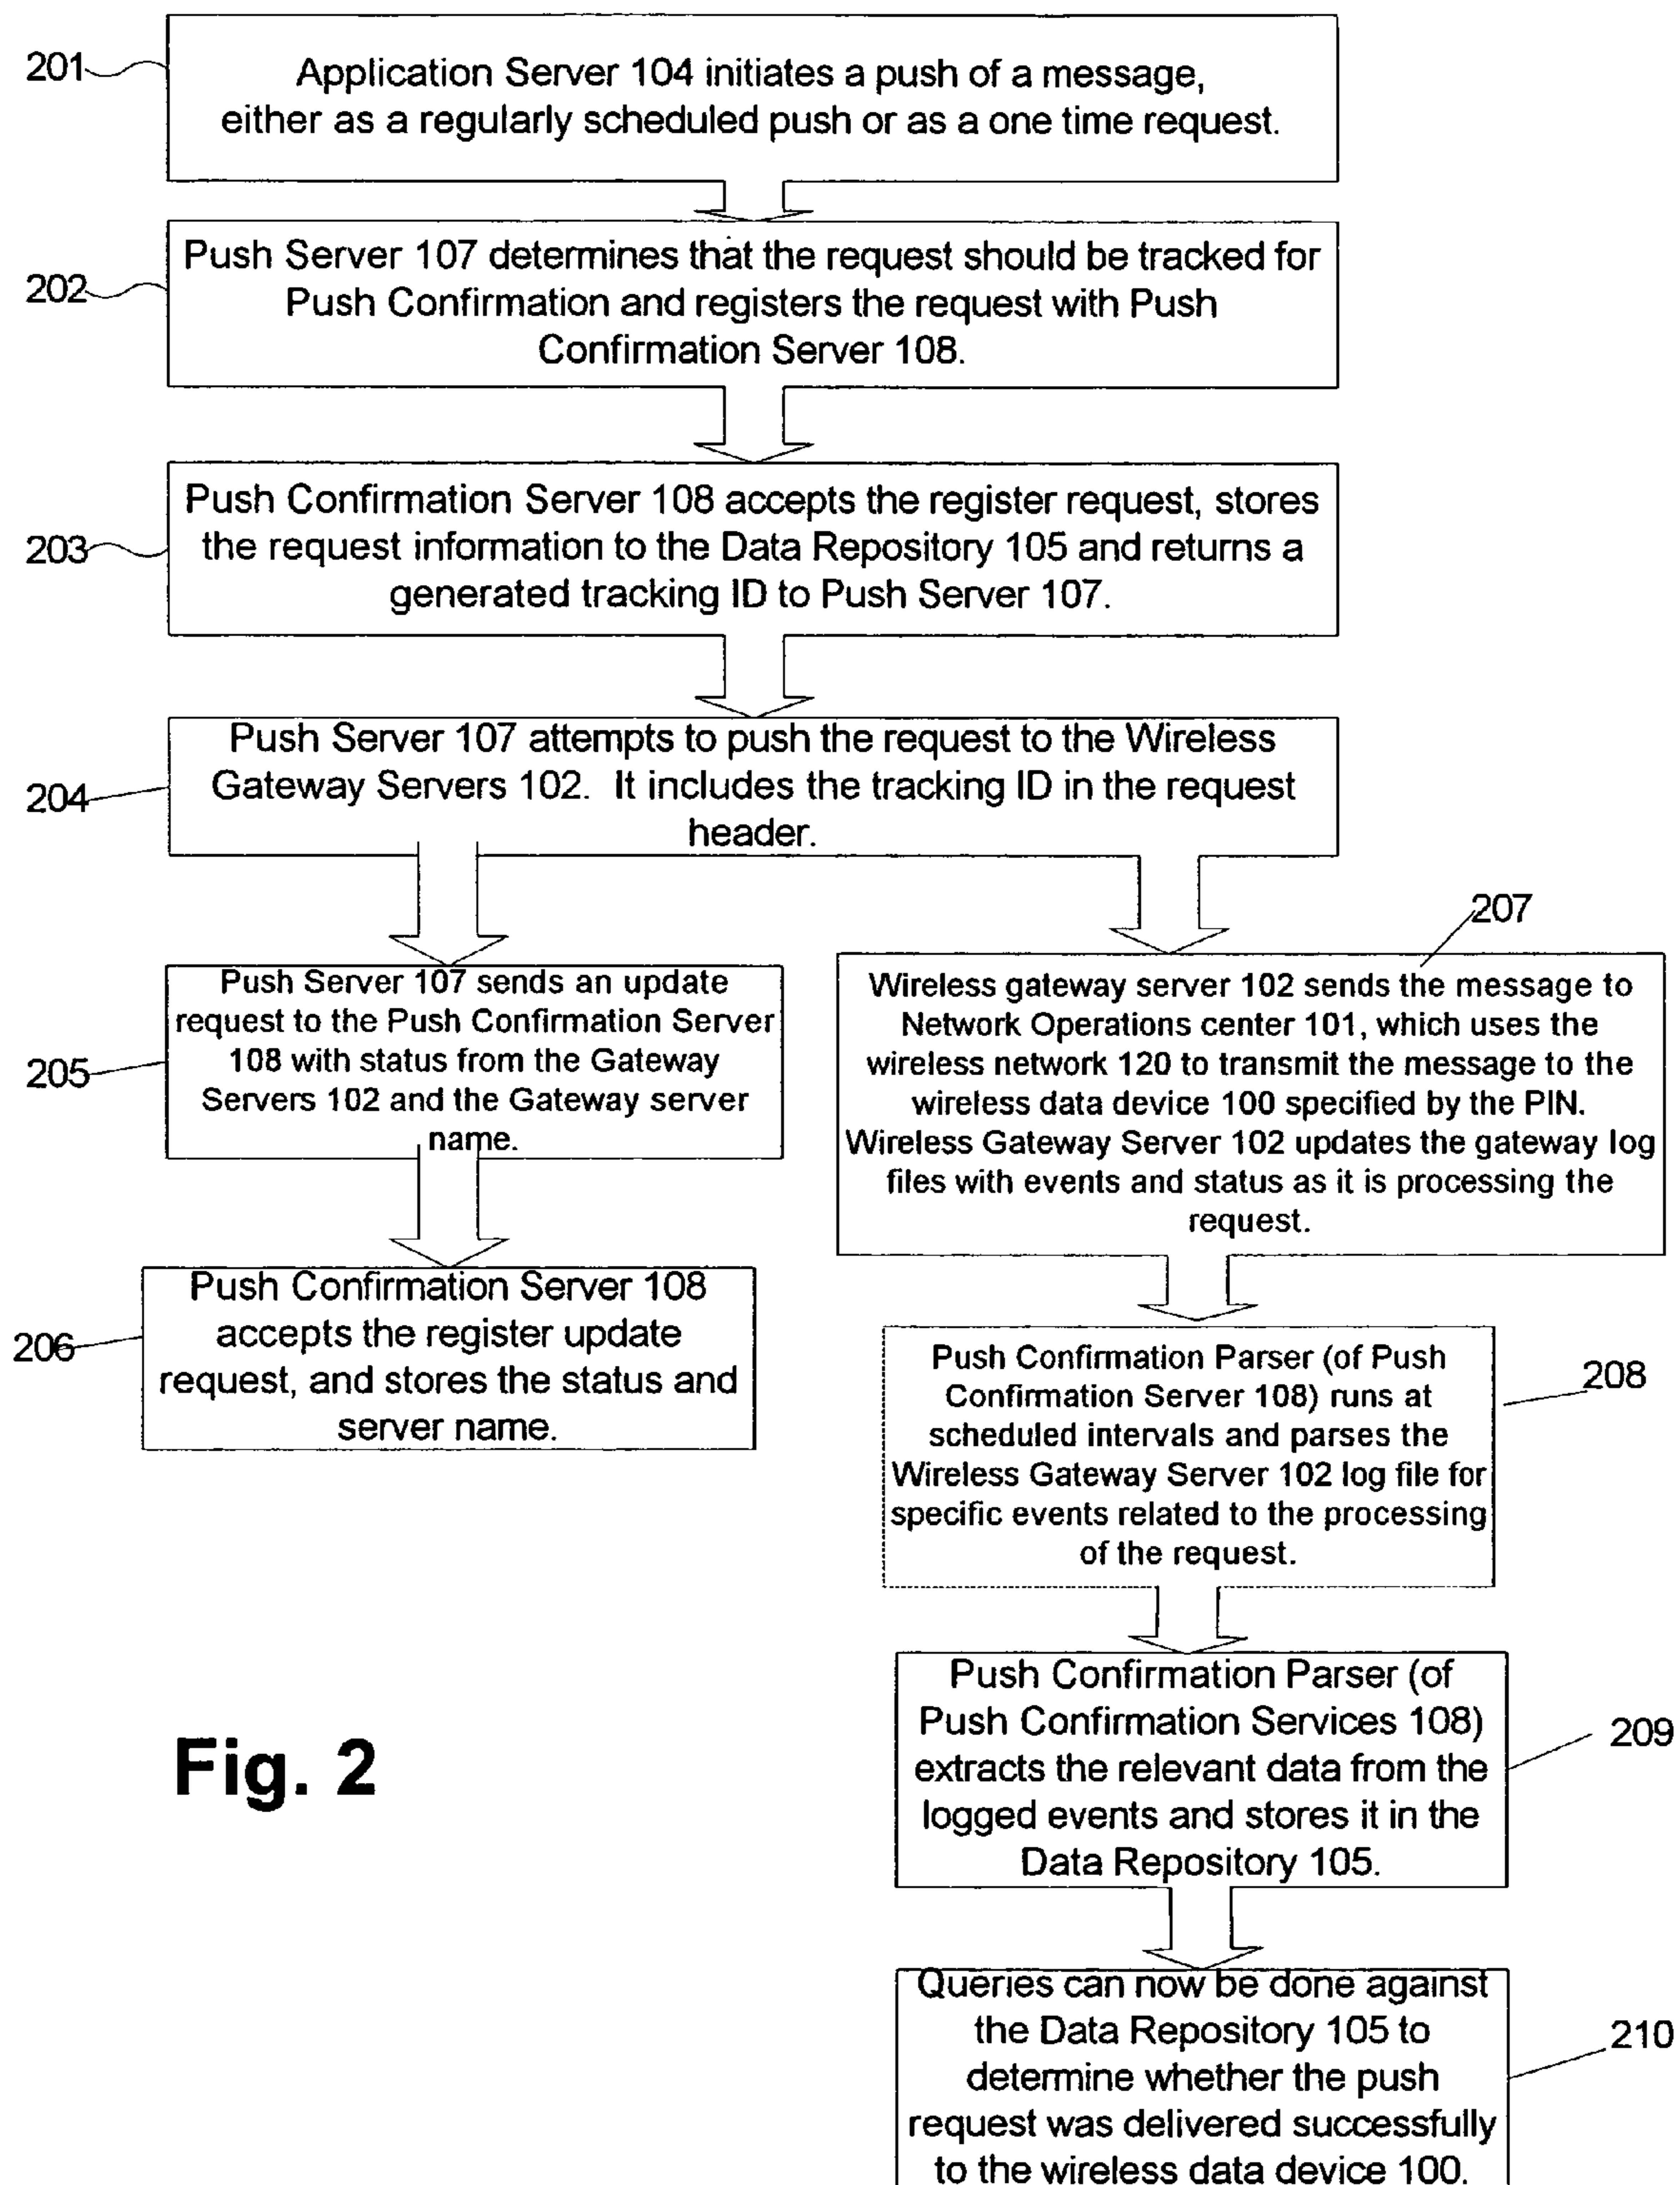 201
Application Server 104 initiates a push of a message,
either as a regularly scheduled push or as a one time request.
202
Push Server 107 determines that the request should be tracked for
Push Confirmation and registers the request with Push
Confirmation Server 108.
203
Push Confirmation Server 108 accepts the register request, stores
the request information to the Data Repository 105 and returns a
generated tracking ID to Push Server 107.
204
Push Server 107 attempts to push the request to the Wireless
Gateway Servers 102. It includes the tracking ID in the request
header.
205
Push Server 107 sends an update
request to the Push Confirmation Server
108 with status from the Gateway
Servers 102 and the Gateway server
name.
206
Push Confirmation Server 108
accepts the register update
request, and stores the status and
server name.
207
Wireless gateway server 102 sends the message to
Network Operations center 101, which uses the
wireless network 120 to transmit the message to the
wireless data device 100 specified by the PIN.
Wireless Gateway Server 102 updates the gateway log
files with events and status as it is processing the
request.
208
Push Confirmation Parser (of Push
Confirmation Server 108) runs at
scheduled intervals and parses the
Wireless Gateway Server 102 log file for
specific events related to the processing
of the request.
209
Push Confirmation Parser (of
Push Confirmation Services 108)
extracts the relevant data from the
logged events and stores it in the
Data Repository 105.
210
Queries can now be done against
the Data Repository 105 to
determine whether the push
request was delivered successfully
to the wireless data device 100.
Fig. 2